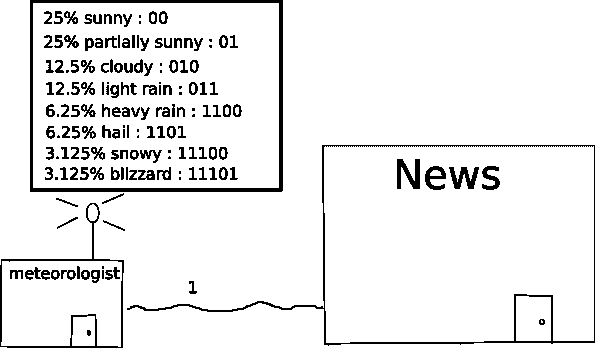 25% sunny : 00
25% partially sunny : 01
12.5% cloudy : 010
12.5% light rain : 011
6.25% heavy rain : 1100
6.25% hail : 1101
3.125% snowy : 11100
3.125% blizzard : 11101
News
meteorologist
1